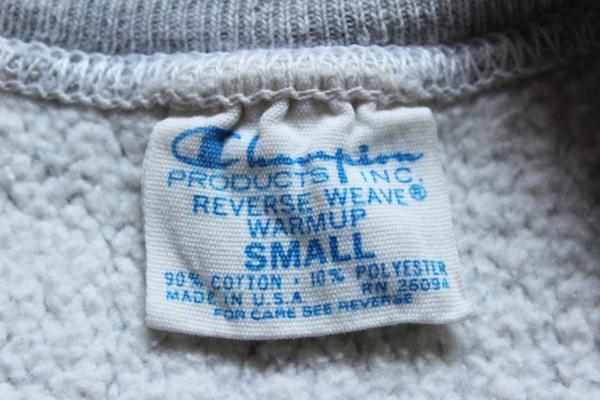 Champion
PRODUCTS INC.
REVERSE WEAVE®
WARMUP
SMALL
90% COTTON · 10% POLYESTER
MADE IN U.S.A. RN 26094
FOR CARE SEE REVERSE